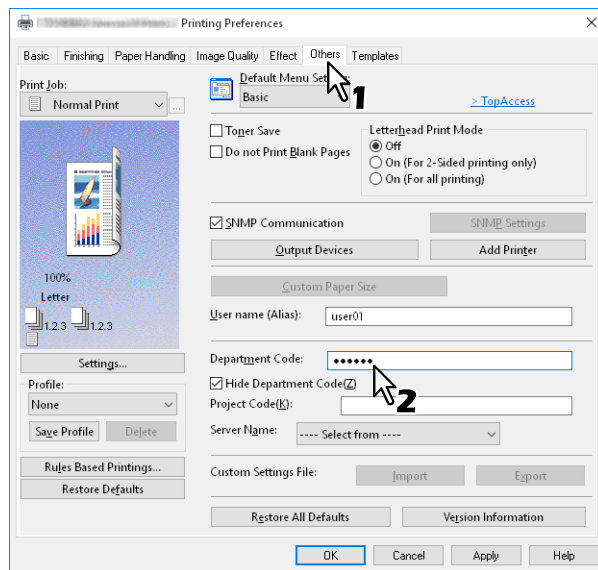 Printing Preferences
Basic Finishing Paper Handling Image Quality Effect Others Templates
Print Job:
Normal Print
...
100%
Letter
1.2.3 1.2.3
Settings...
Profile:
None
Save Profile Delete
Rules Based Printings...
Restore Defaults
Default Menu
Basic
1
> TopAccess
Toner Save
Do not Print Blank Pages
Letterhead Print Mode
Off
On (For 2-Sided printing only)
On (For all printing)
SNMP Communication
SNMP Settings
Output Devices
Add Printer
Custom Paper Size
User name (Alias): user01
Department Code: ••••••
2
Hide Department Code(Z)
Project Code(K):
Server Name: ---- Select from ----
Custom Settings File: Import Export
Restore All Defaults Version Information
OK Cancel Apply Help